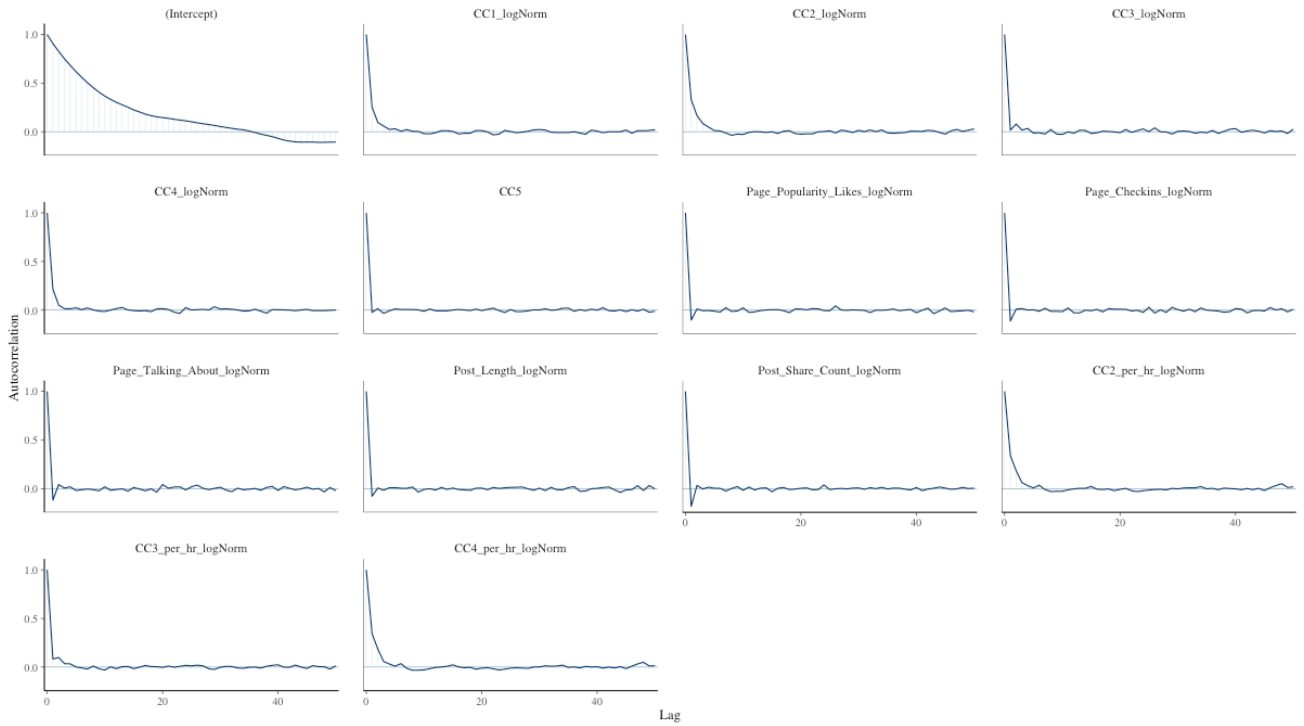 (Intercept)
CC1_logNorm
CC2_logNorm
CC3_logNorm
1.0
0.5
0.0
CC4_logNorm
CC5
Page_Popularity_Likes_logNorm
Page_Checkins_logNorm
1.0
0.5
0.0
Autocorrelation
Page_Talking_About_logNorm
Post_Length_logNorm
Post_Share_Count_logNorm
CC2_per_hr_logNorm
1.0
0.5
0.0
0
20
40
0
20
40
CC3_per_hr_logNorm
CC4_per_hr_logNorm
1.0
0.5
0.0
0
20
40
0
20
40
Lag